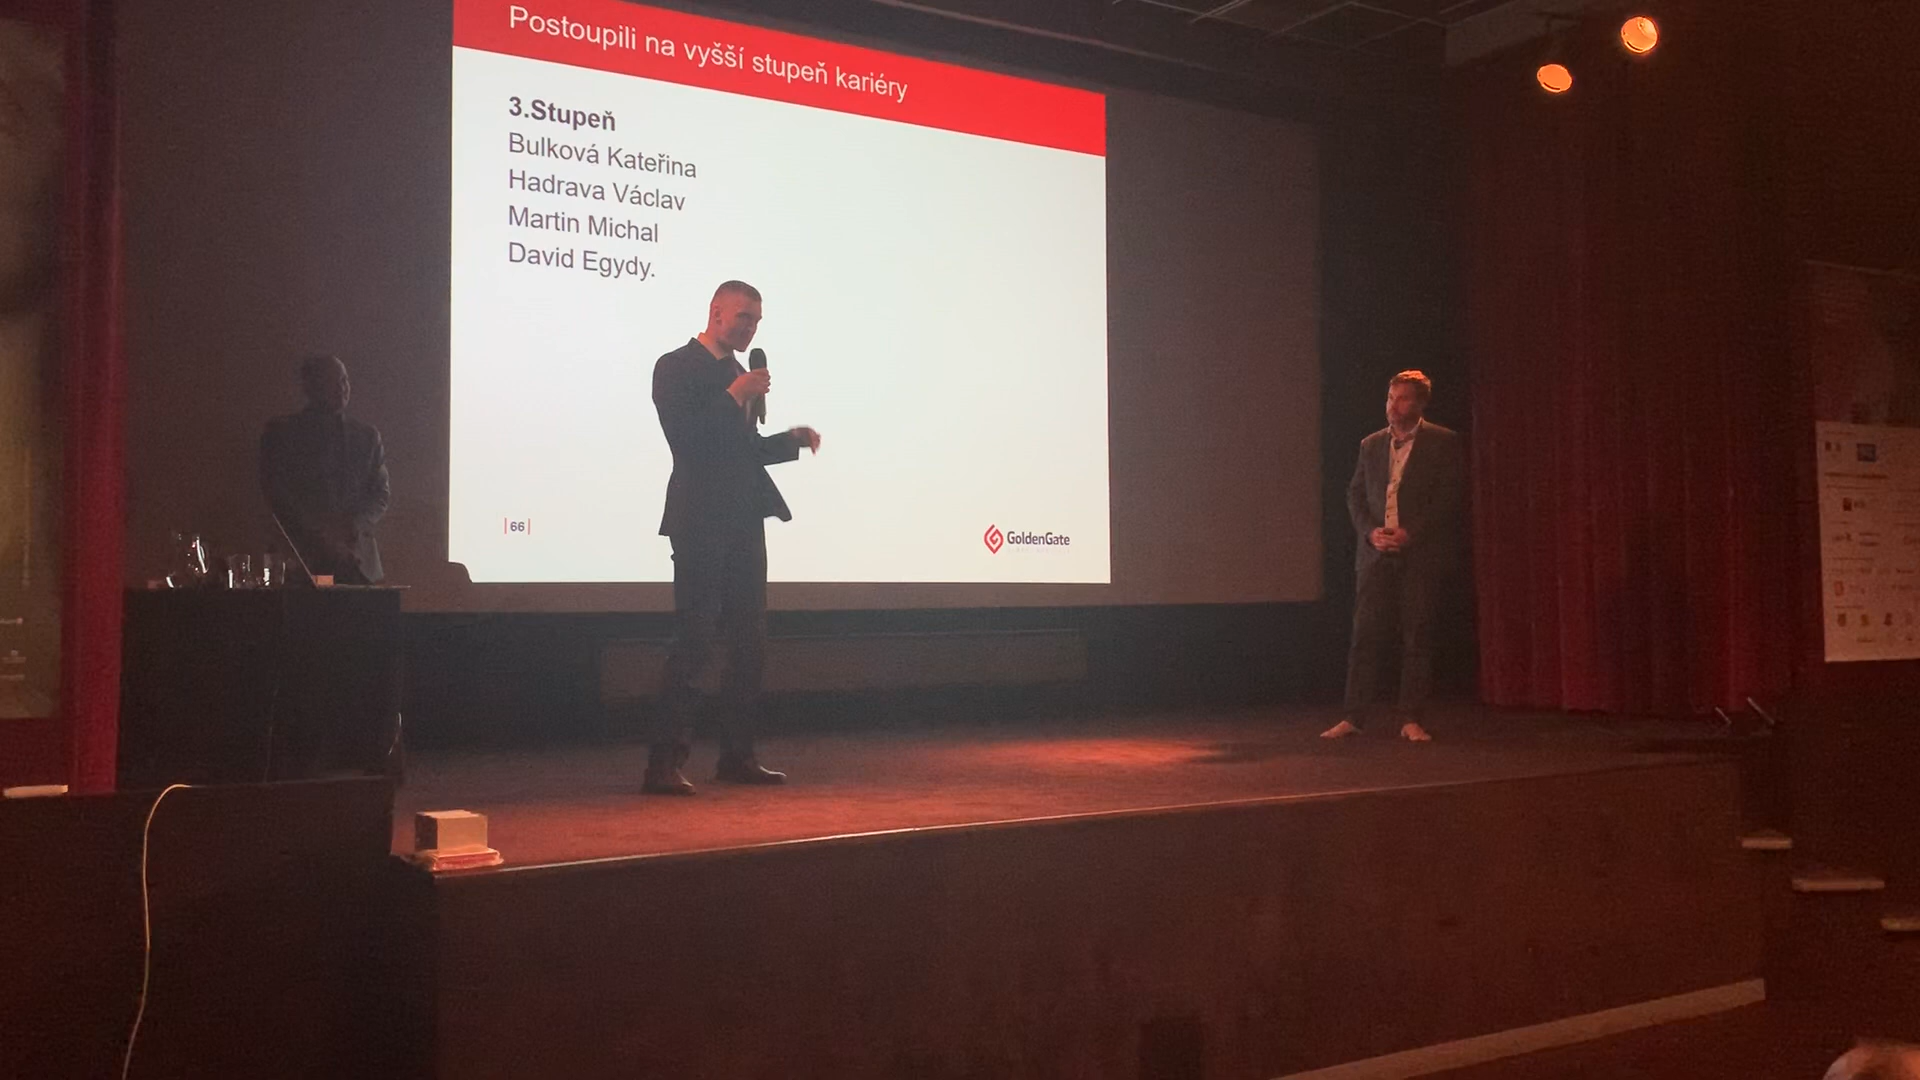 Postoupili na vyšší stupeň kariéry
3.Stupeň
Bulková Kateřina
Hadrava Václav
Martin Michal
David Egydy.
|66|
GoldenGate